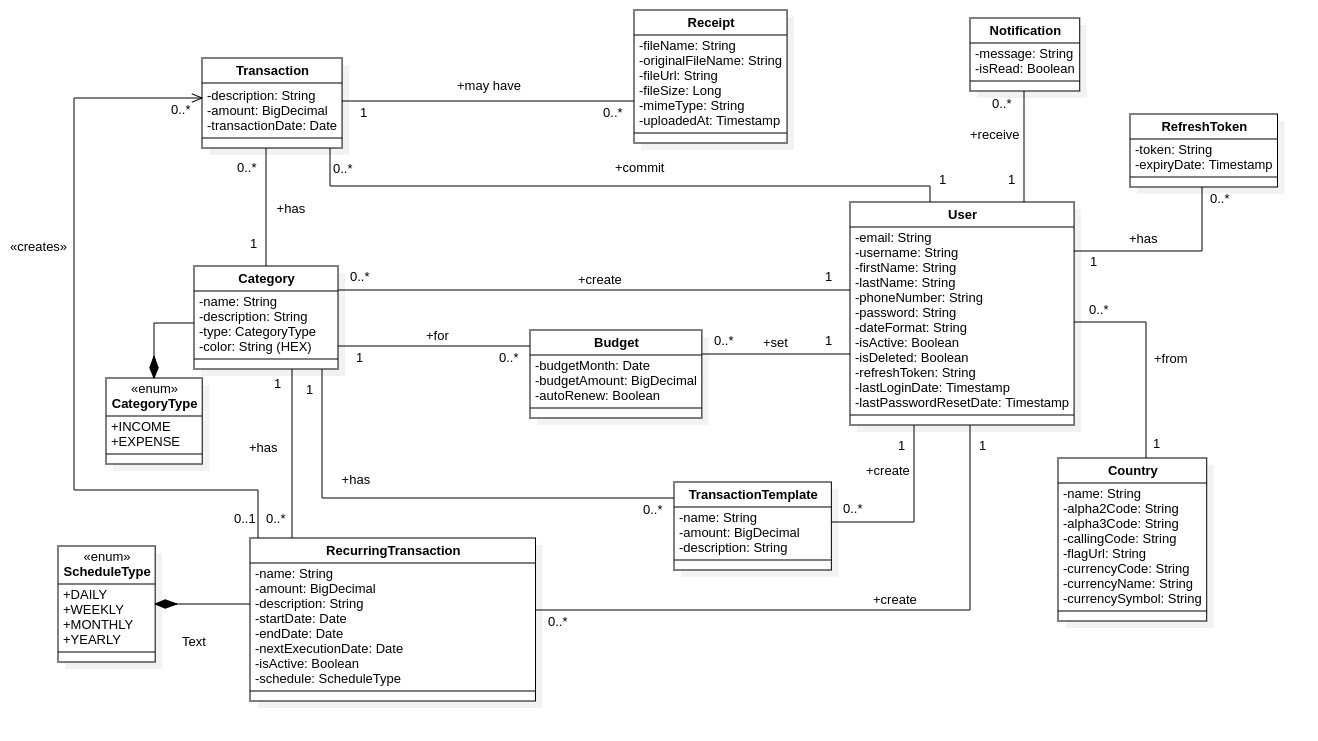 Receipt
-fileName: String
-originalFileName: String
-fileUrl: String
-fileSize: Long
-mimeType: String
-uploadedAt: Timestamp
Notification
-message: String
-isRead: Boolean
Transaction
-description: String
-amount: BigDecimal
-transactionDate: Date
+may have
1
0..*
0..*
0..*
+receive
1
RefreshToken
-token: String
-expiryDate: Timestamp
0..*
+has
1
0..*
0..*
+commit
1
+has
1
«creates»
User
-email: String
-username: String
-firstName: String
-lastName: String
-phoneNumber: String
-password: String
-dateFormat: String
-isActive: Boolean
-isDeleted: Boolean
-refreshToken: String
-lastLoginDate: Timestamp
-lastPasswordResetDate: Timestamp
Category
-name: String
-description: String
-type: CategoryType
-color: String (HEX)
0..*
+create
1
+for
1
0..*
Budget
-budgetMonth: Date
-budgetAmount: BigDecimal
-autoRenew: Boolean
0..*
+set
1
0..*
+from
1
«enum»
CategoryType
+INCOME
+EXPENSE
1
1
+has
+has
0..*
1
+create
0..*
1
Country
-name: String
-alpha2Code: String
-alpha3Code: String
-callingCode: String
-flagUrl: String
-currencyCode: String
-currencyName: String
-currencySymbol: String
TransactionTemplate
-name: String
-amount: BigDecimal
-description: String
0..1
0..*
RecurringTransaction
-name: String
-amount: BigDecimal
-description: String
-startDate: Date
-endDate: Date
-nextExecutionDate: Date
-isActive: Boolean
-schedule: ScheduleType
«enum»
ScheduleType
+DAILY
+WEEKLY
+MONTHLY
+YEARLY
Text
+create
0..*